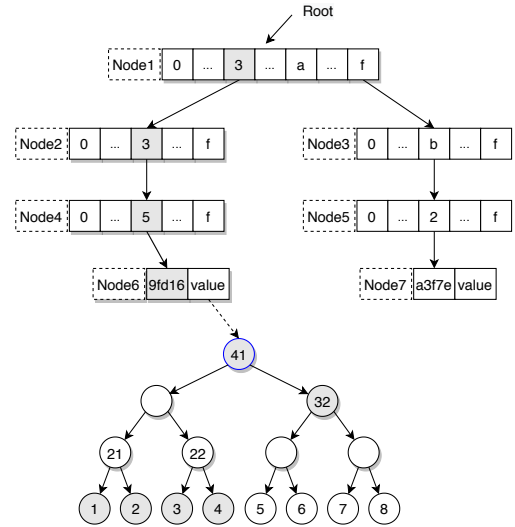 Root
Node1 0 ... 3 ... a ... f
Node2 0 ... 3 ... f
Node3 0 ... b ... f
Node4 0 ... 5 ... f
Node5 0 ... 2 ... f
Node6 9fd16 value
Node7 a3f7e value
41
32
21 22
1 2 3 4 5 6 7 8